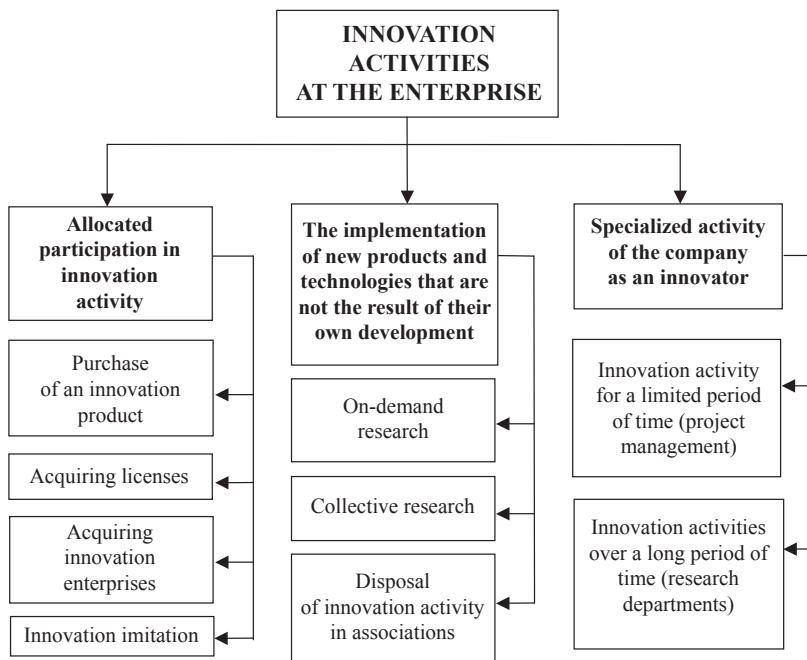 INNOVATION
ACTIVITIES
AT THE ENTERPRISE
Allocated
participation in
innovation
activity
Purchase
of an innovation
product
Acquiring licenses
Acquiring
innovation
enterprises
Innovation imitation
The implementation
of new products and
technologies that are
not the result of their
own development
On-demand
research
Collective research
Disposal
of innovation activity
in associations
Specialized activity
of the company
as an innovator
Innovation activity
for a limited period
of time (project
management)
Innovation activities
over a long period of
time (research
departments)